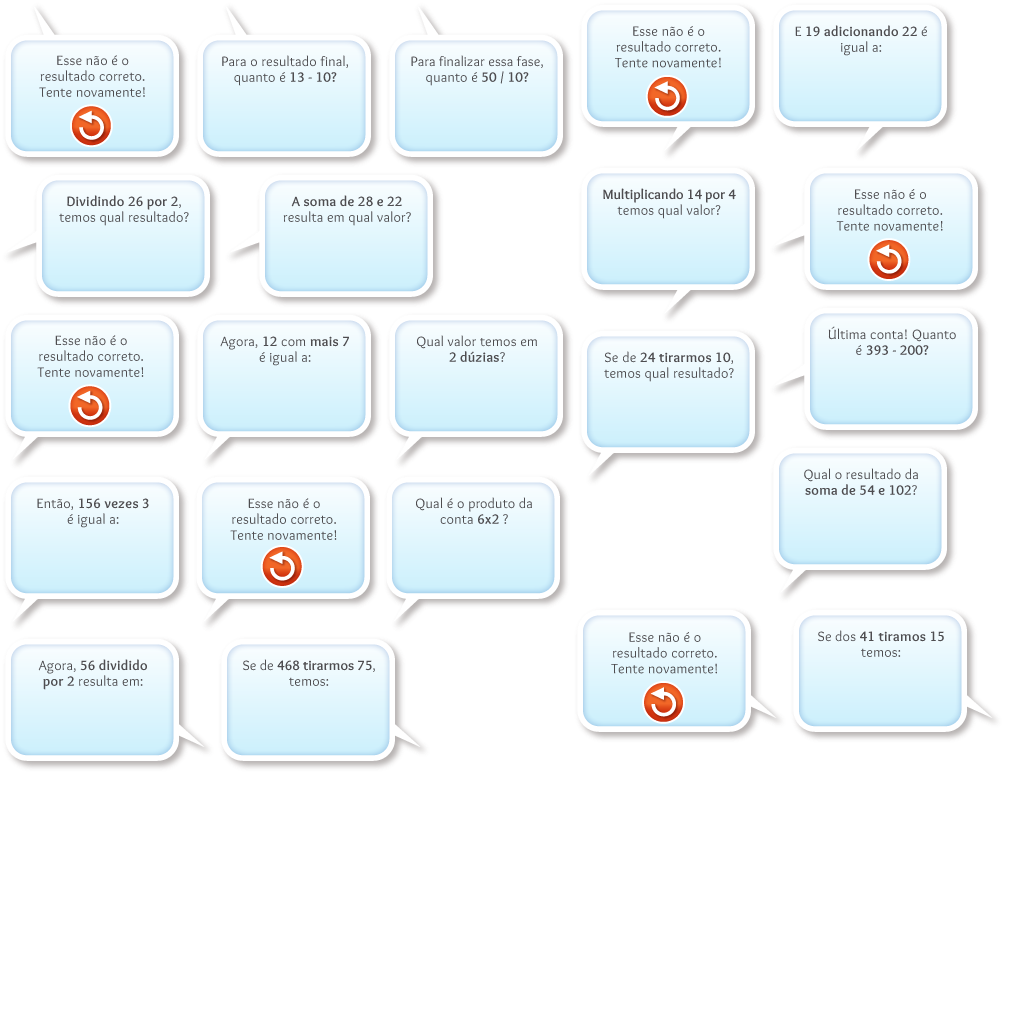 Esse não é o
resultado correto.
Tente novamente!
Para o resultado final,
quanto é 13 - 10?
Para finalizar essa fase,
quanto é 50 / 10?
Esse não é o
resultado correto.
Tente novamente!
E 19 adicionando 22 é
igual a:
Dividindo 26 por 2,
temos qual resultado?
A soma de 28 e 22
resulta em qual valor?
Multiplicando 14 por 4
temos qual valor?
Esse não é o
resultado correto.
Tente novamente!
Esse não é o
resultado correto.
Tente novamente!
Agora, 12 com mais 7
é igual a:
Qual valor temos em
2 dúzias?
Se de 24 tirarmos 10,
temos qual resultado?
Última conta! Quanto
é 393 - 200?
Então, 156 vezes 3
é igual a:
Esse não é o
resultado correto.
Tente novamente!
Qual é o produto da
conta 6x2 ?
Qual o resultado da
soma de 54 e 102?
Agora, 56 dividido
por 2 resulta em:
Se de 468 tirarmos 75,
temos:
Esse não é o
resultado correto.
Tente novamente!
Se dos 41 tiramos 15
temos: